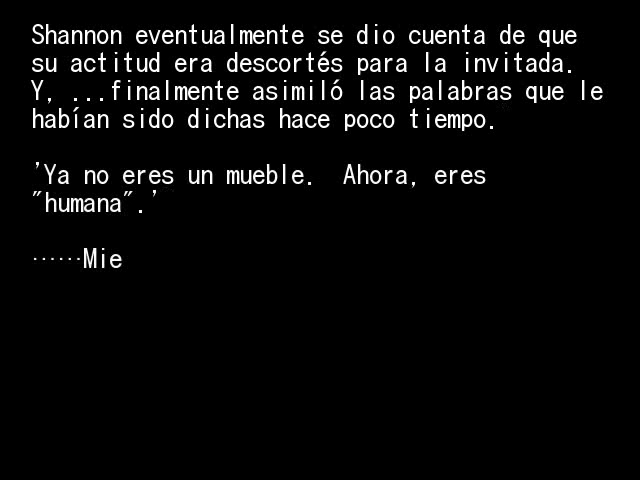 Shannon eventualmente se dio cuenta de que
su actitud era descortés para la invitada.
Y, ...finalmente asimiló las palabras que le
habían sido dichas hace poco tiempo.
'Ya no eres un mueble.  Ahora, eres
"humana".'
······Mie